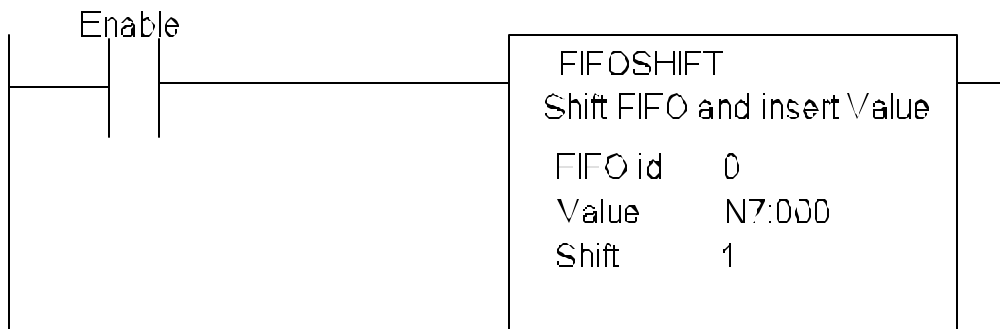 Enable
FIFOSHIFT
Shift FIFO and insert Value
FIFO id 0
Value N7:000
Shift 1